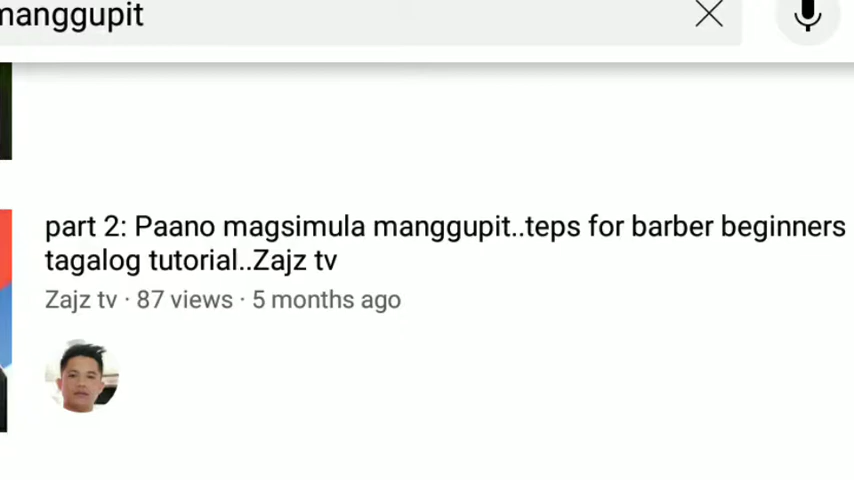 manggupit
part 2: Paano magsimula manggupit..teps for barber beginners
tagalog tutorial..Zajz tv
Zajz tv · 87 views · 5 months ago